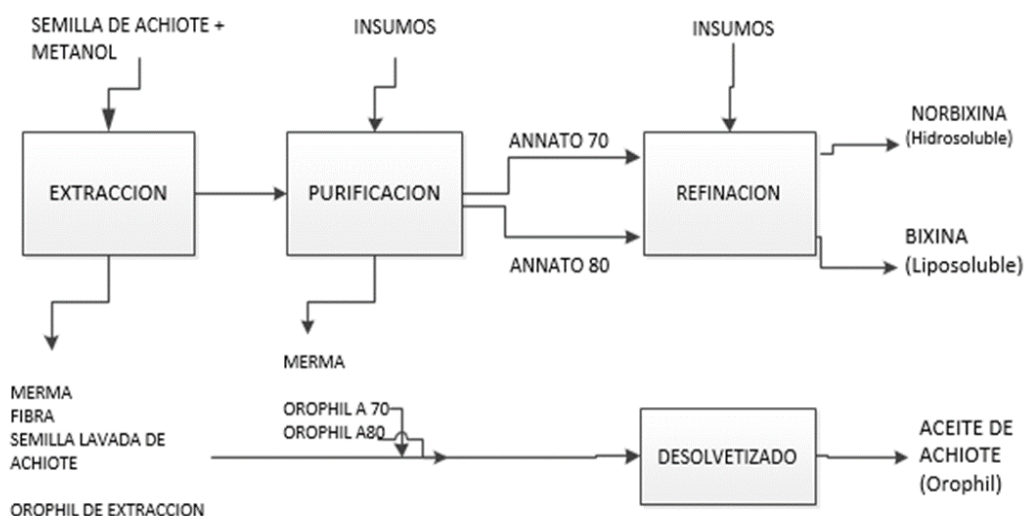 SEMILLA DE ACHIOTE +
METANOL
INSUMOS
INSUMOS
EXTRACCION
PURIFICACION
ANNATO 70
ANNATO 80
REFINACION
NORBIXINA
(Hidrosoluble)
BIXINA
(Liposoluble)
MERMA
FIBRA
SEMILLA LAVADA DE
ACHIOTE
OROPHIL DE EXTRACCION
MERMA
OROPHIL A 70
OROPHIL A80
DESOLVETIZADO
ACEITE DE
ACHIOTE
(Orophil)